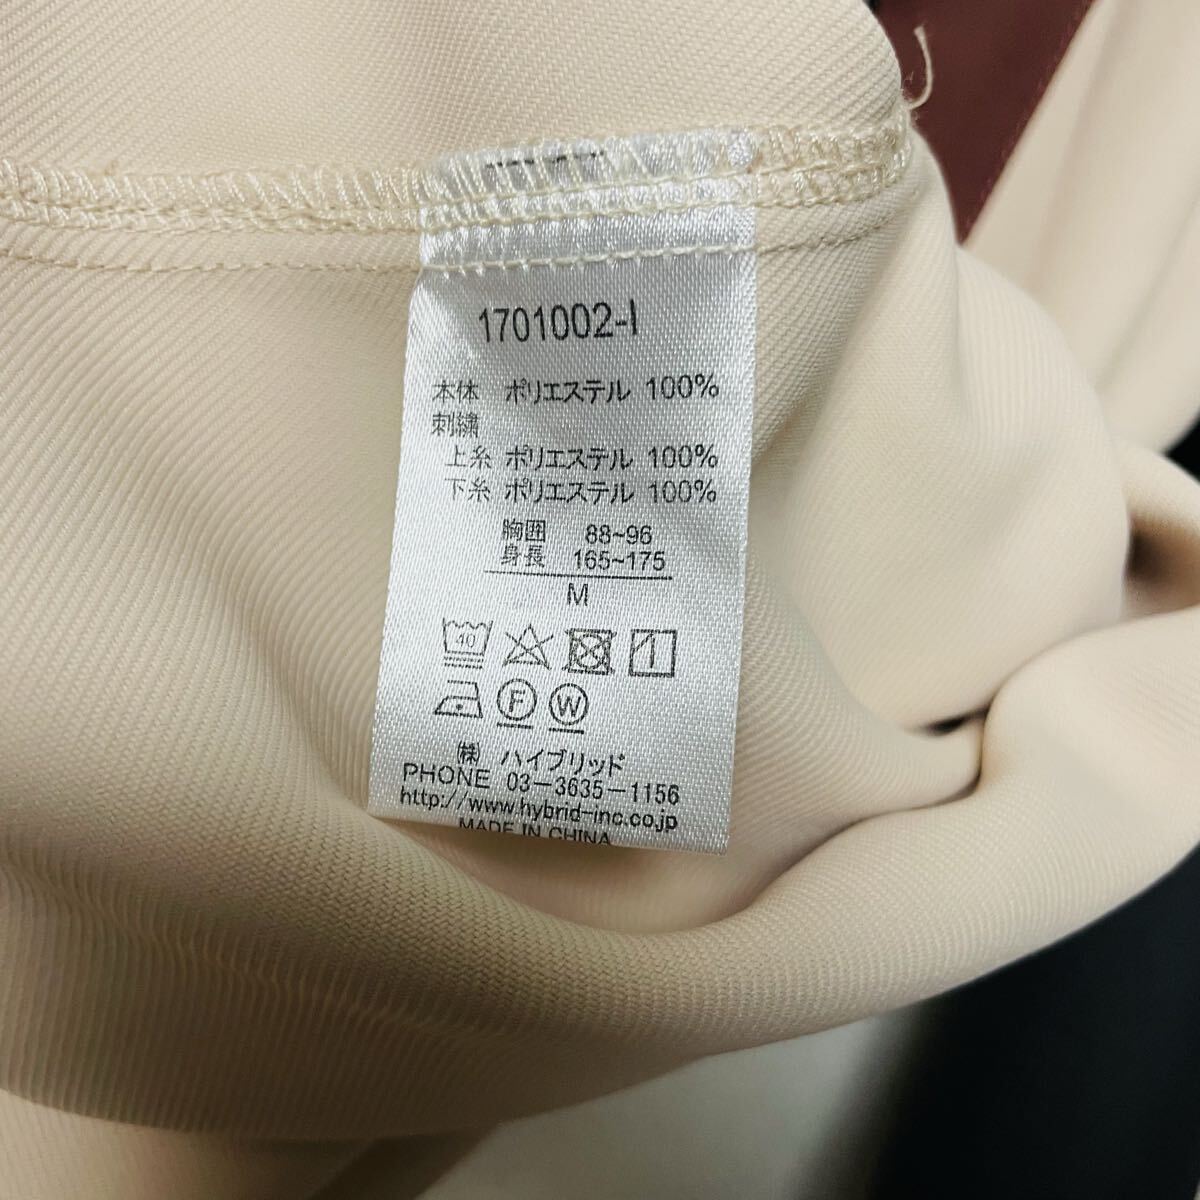 1701002-I
本体 ポリエステル 100%
刺繍
上糸 ポリエステル 100%
下糸 ポリエステル 100%
胸囲 88~96
身長 165~175
M
40
F W
㈱ ハイブリッド
PHONE 03-3635-1156
http://www.hybrid-inc.co.jp
MADE IN CHINA